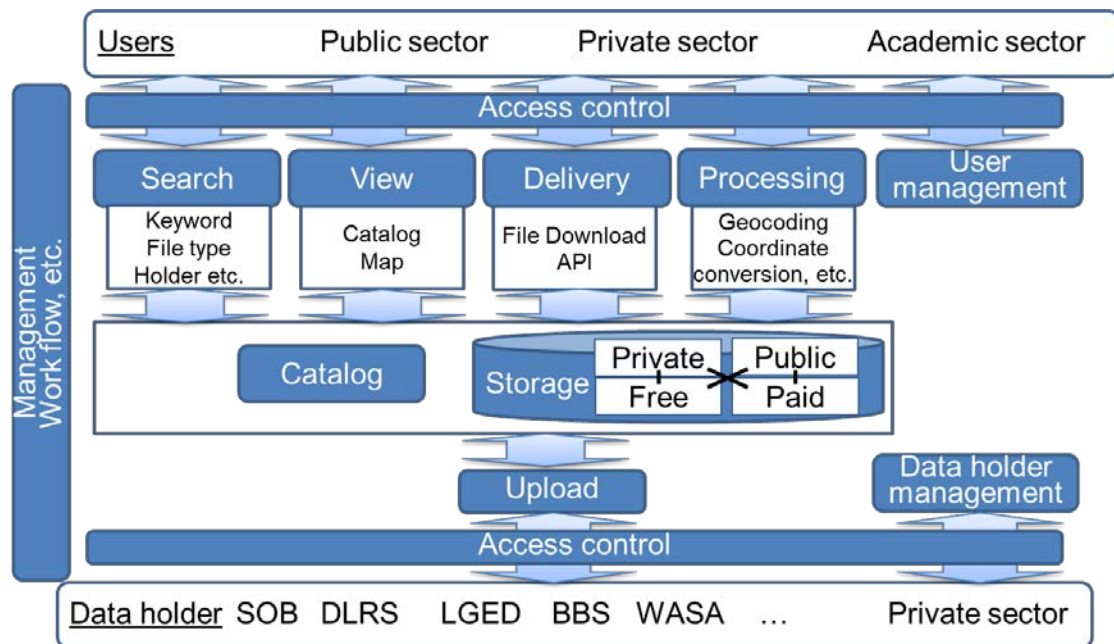 Users Public sector Private sector Academic sector
Access control
Search
View
Delivery
Processing
User
management
Keyword
File type
Holder etc.
Catalog
Map
File Download
API
Geocoding
Coordinate
conversion, etc.
Management
Work flow, etc.
Catalog
Storage
Private
Public
Free
Paid
Upload
Data holder
management
Access control
Data holder SOB DLRS LGED BBS WASA … Private sector